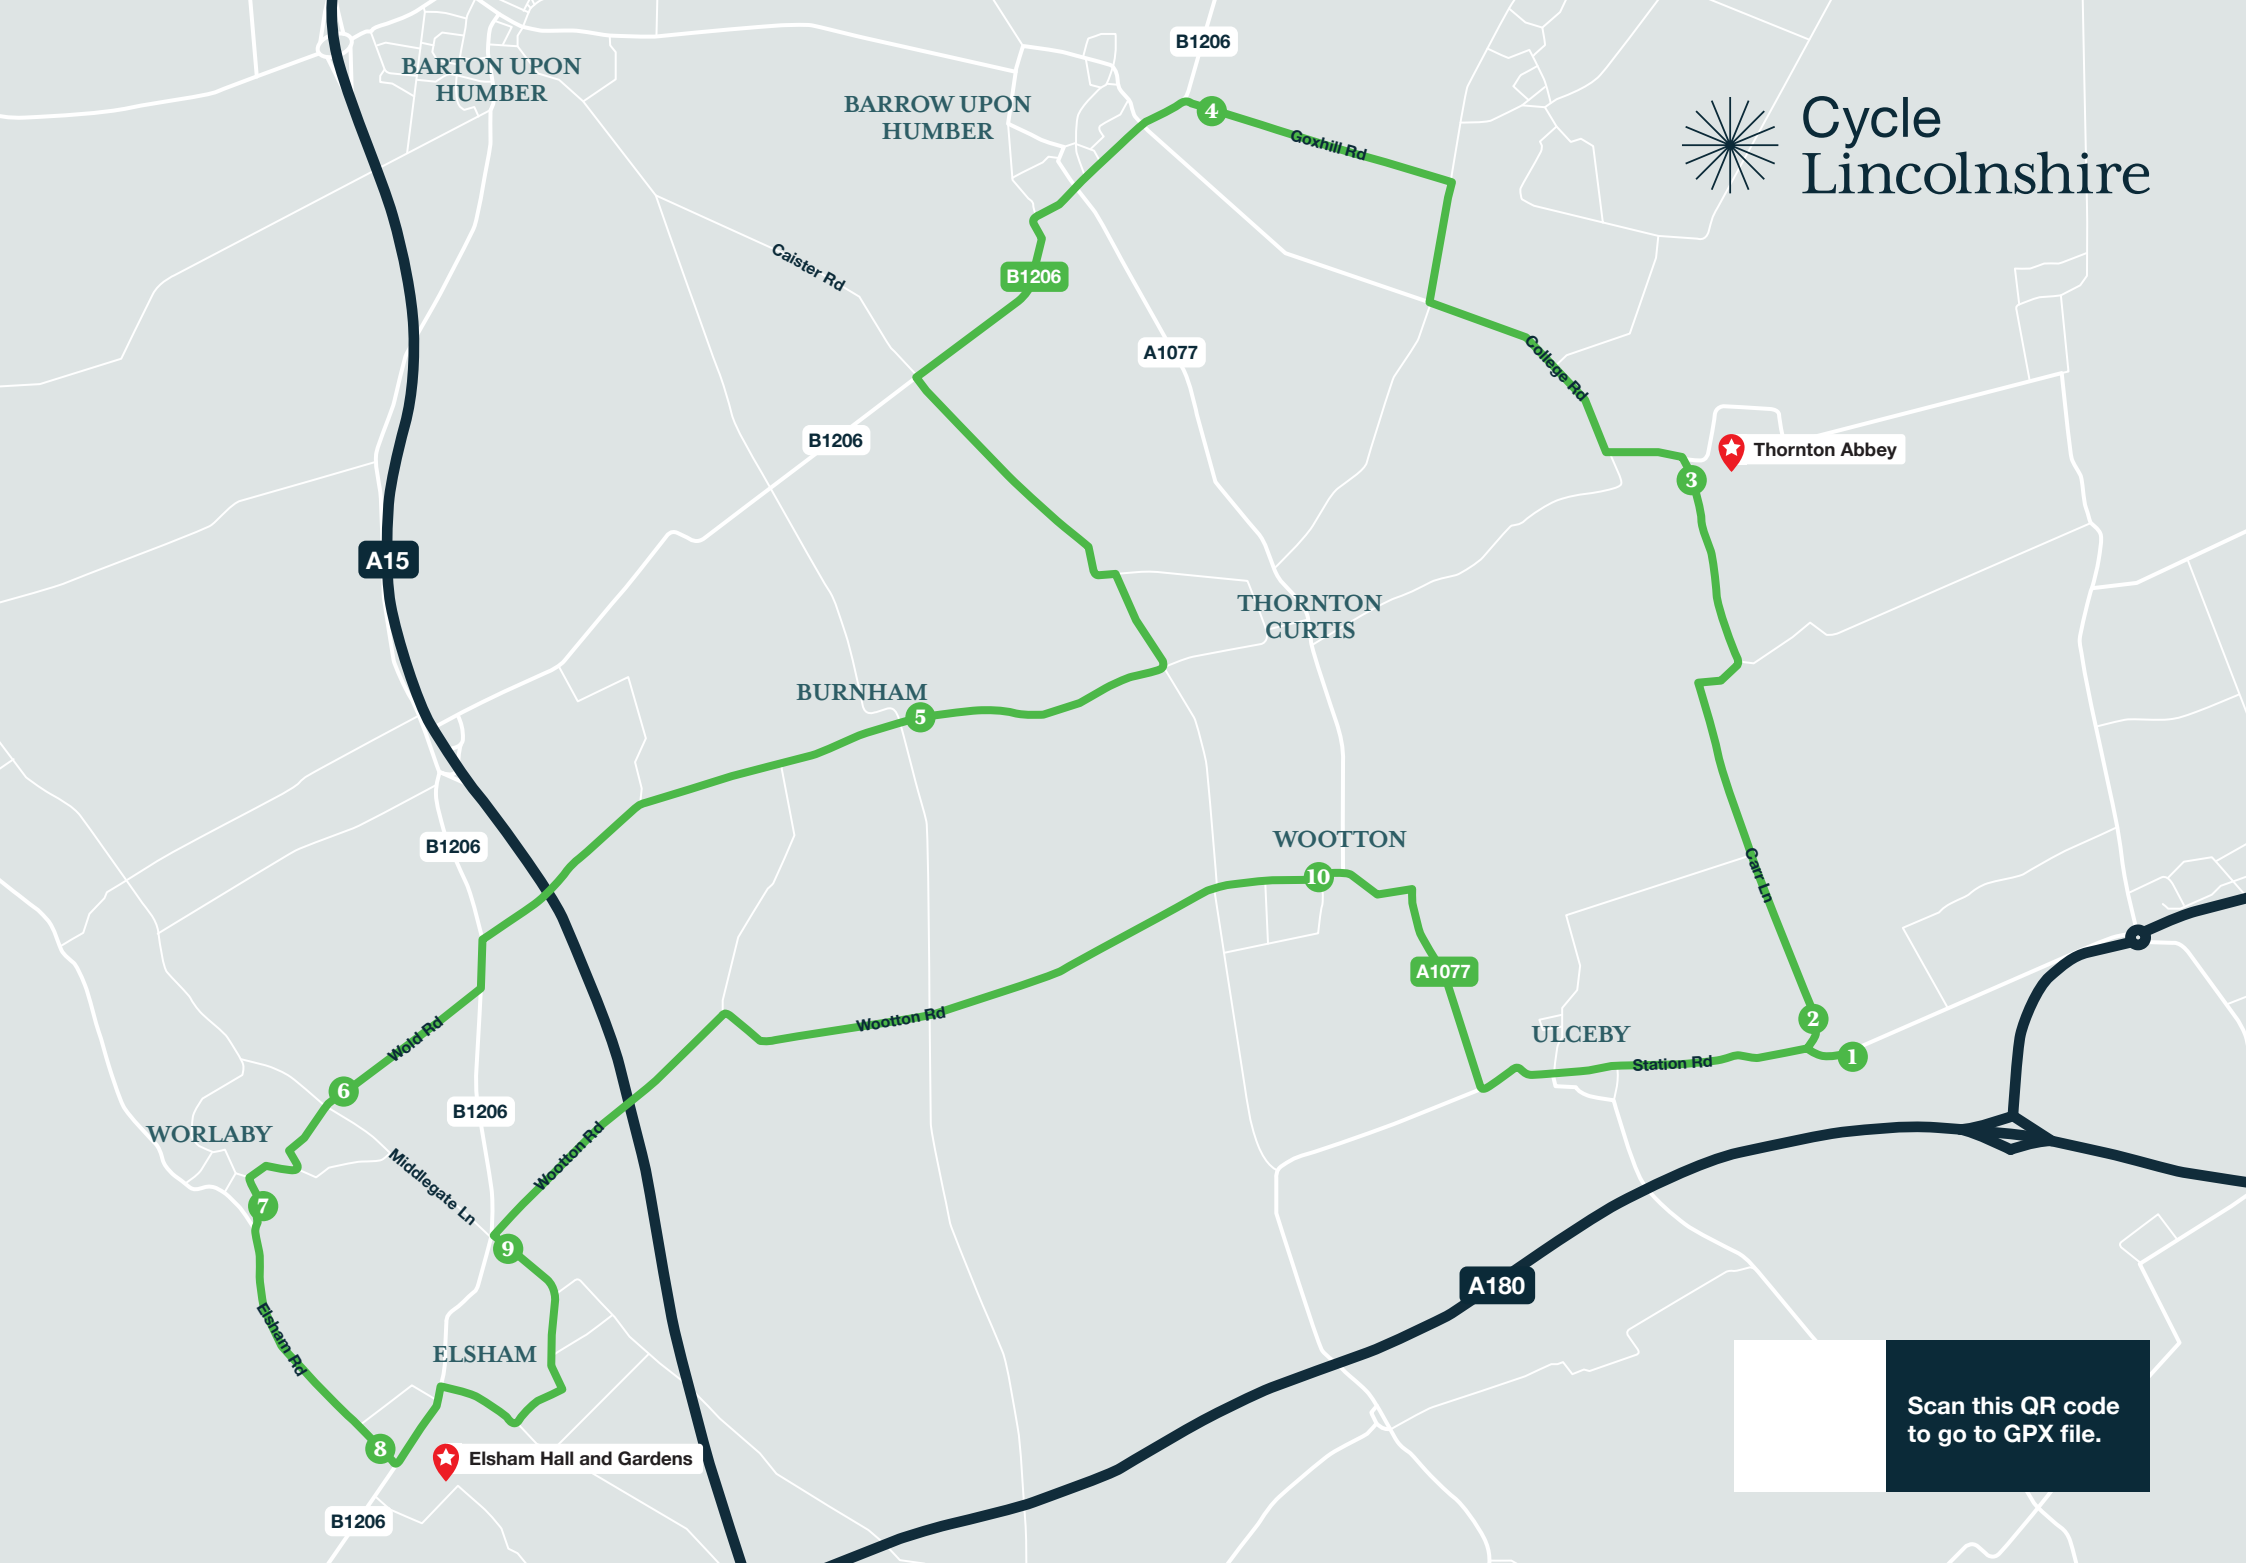 B1206
BARTON UPON
HUMBER
BARROW UPON
HUMBER
4
Goxhill Rd
Cycle
Lincolnshire
Caister Rd
B1206
A1077
College Rd
B1206
Thornton Abbey
3
A15
THORNTON
CURTIS
BURNHAM
5
B1206
WOOTTON
10
Carr Ln
A1077
Wootton Rd
2
ULCEBY
Station Rd
1
Wold Rd
6
B1206
WORLABY
Middlegate Ln
Wootton Rd
7
9
A180
Elsham Rd
ELSHAM
8
Elsham Hall and Gardens
B1206
Scan this QR code
to go to GPX file.